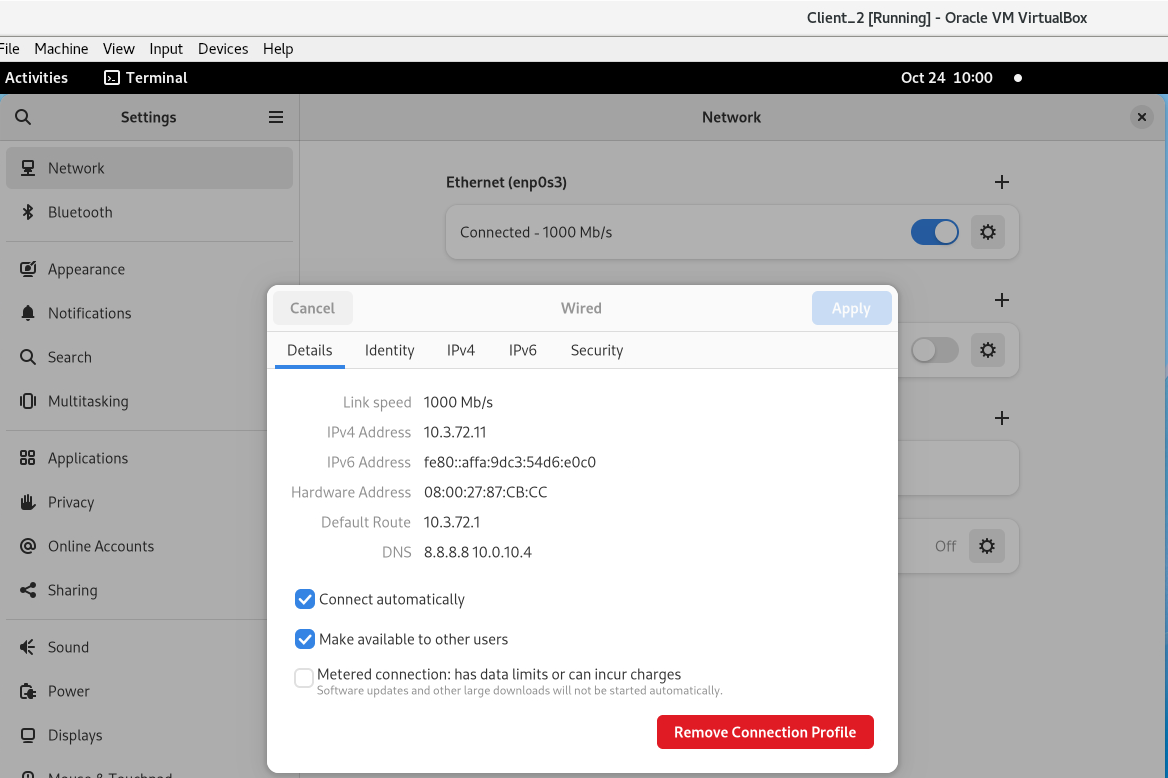 Client_2 [Running] - Oracle VM VirtualBox
File Machine View Input Devices Help
Activities Terminal Oct 24 10:00
Settings Network
Network
Bluetooth
Appearance
Notifications
Search
Multitasking
Applications
Privacy
Online Accounts
Sharing
Sound
Power
Displays
Mouse & Touchpad
Ethernet (enp0s3)
Connected - 1000 Mb/s
Off
Cancel Wired Apply
Details Identity IPv4 IPv6 Security
Link speed 1000 Mb/s
IPv4 Address 10.3.72.11
IPv6 Address fe80::affa:9dc3:54d6:e0c0
Hardware Address 08:00:27:87:CB:CC
Default Route 10.3.72.1
DNS 8.8.8.8 10.0.10.4
Connect automatically
Make available to other users
Metered connection: has data limits or can incur charges
Software updates and other large downloads will not be started automatically.
Remove Connection Profile